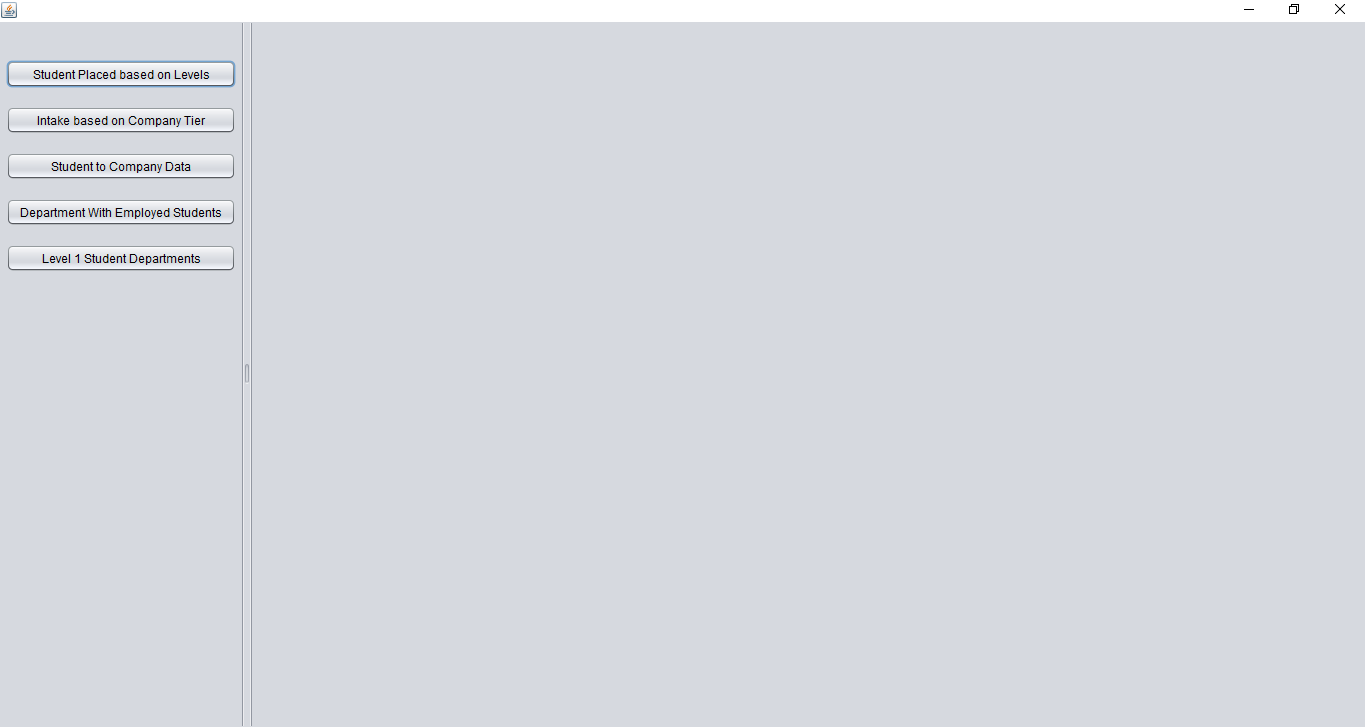 Student Placed based on Levels
Intake based on Company Tier
Student to Company Data
Department With Employed Students
Level 1 Student Departments